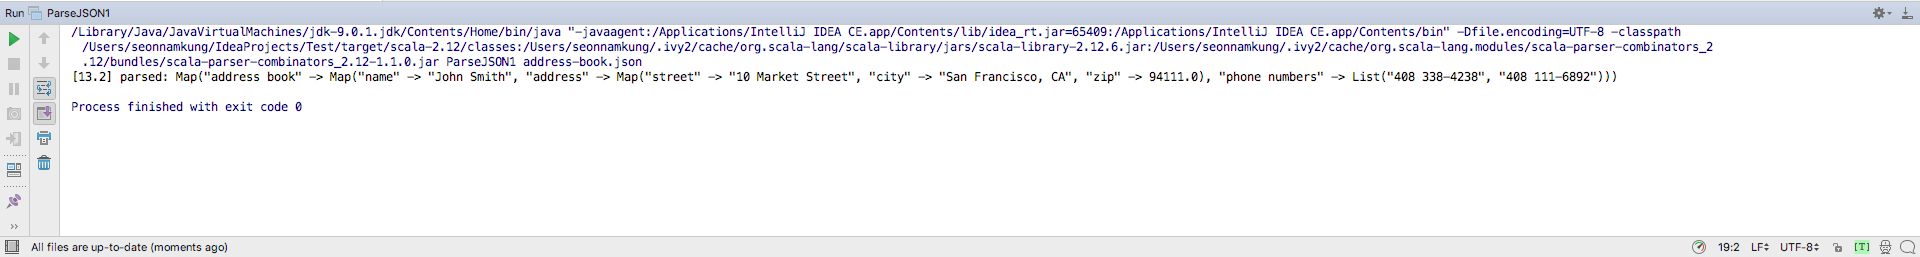 Run ParseJSON1
/Library/Java/JavaVirtualMachines/jdk-9.0.1.jdk/Contents/Home/bin/java "-javaagent:/Applications/IntelliJ IDEA CE.app/Contents/lib/idea_rt.jar=65409:/Applications/IntelliJ IDEA CE.app/Contents/bin" -Dfile.encoding=UTF-8 -classpath
/Users/seonnamkung/IdeaProjects/Test/target/scala-2.12/classes:/Users/seonnamkung/.ivy2/cache/org.scala-lang/scala-library/jars/scala-library-2.12.6.jar:/Users/seonnamkung/.ivy2/cache/org.scala-lang.modules/scala-parser-combinators_2
.12/bundles/scala-parser-combinators_2.12-1.1.0.jar ParseJSON1 address-book.json
[13.2] parsed: Map("address book" -> Map("name" -> "John Smith", "address" -> Map("street" -> "10 Market Street", "city" -> "San Francisco, CA", "zip" -> 94111.0), "phone numbers" -> List("408 338-4238", "408 111-6892")))
Process finished with exit code 0
All files are up-to-date (moments ago) 19:2 LF UTF-8 [T]